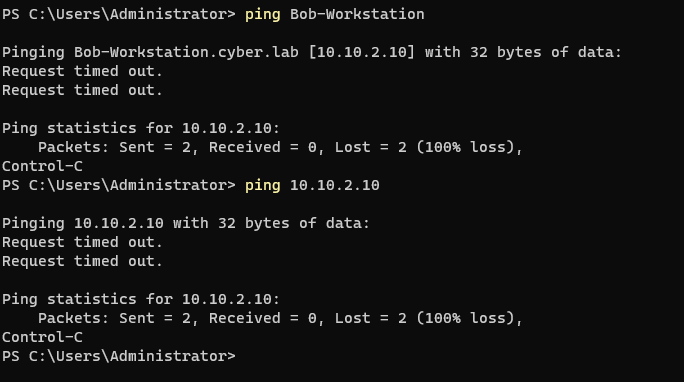 PS C:\Users\Administrator> ping Bob-Workstation
Pinging Bob-Workstation.cyber.lab [10.10.2.10] with 32 bytes of data:
Request timed out.
Request timed out.
Ping statistics for 10.10.2.10:
    Packets: Sent = 2, Received = 0, Lost = 2 (100% loss),
Control-C
PS C:\Users\Administrator> ping 10.10.2.10
Pinging 10.10.2.10 with 32 bytes of data:
Request timed out.
Request timed out.
Ping statistics for 10.10.2.10:
    Packets: Sent = 2, Received = 0, Lost = 2 (100% loss),
Control-C
PS C:\Users\Administrator>